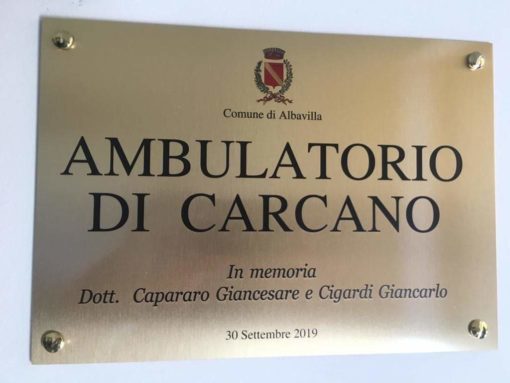 Comune di Albavilla
AMBULATORIO
DI CARCANO
In memoria
Dott. Capararo Giancesare e Cigardi Giancarlo
30 Settembre 2019